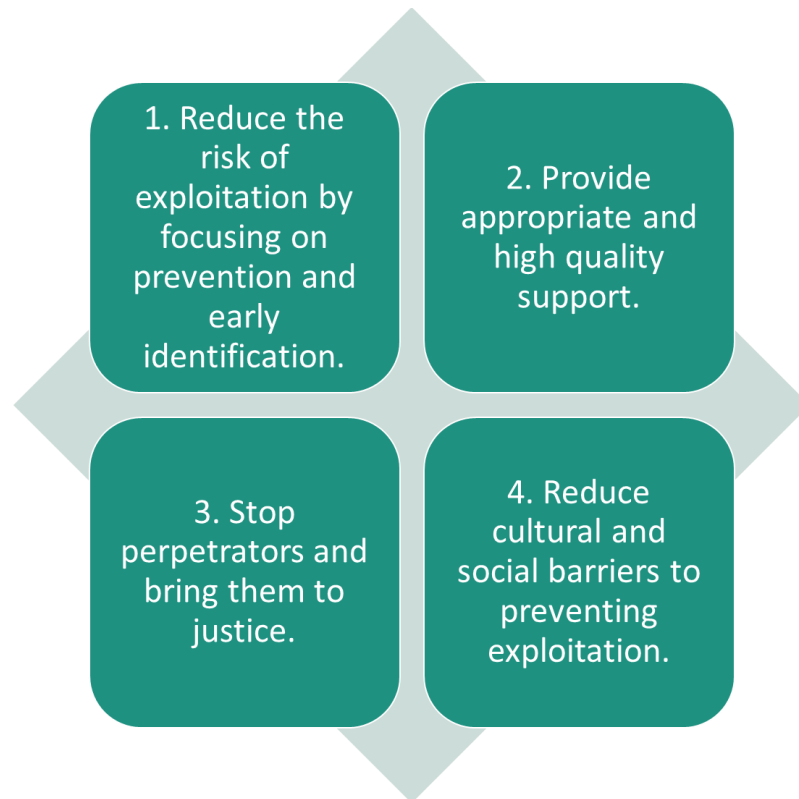 1. Reduce the
risk of
exploitation by
focusing on
prevention and
early
identification.
2. Provide
appropriate and
high quality
support.
3. Stop
perpetrators and
bring them to
justice.
4. Reduce
cultural and
social barriers to
preventing
exploitation.